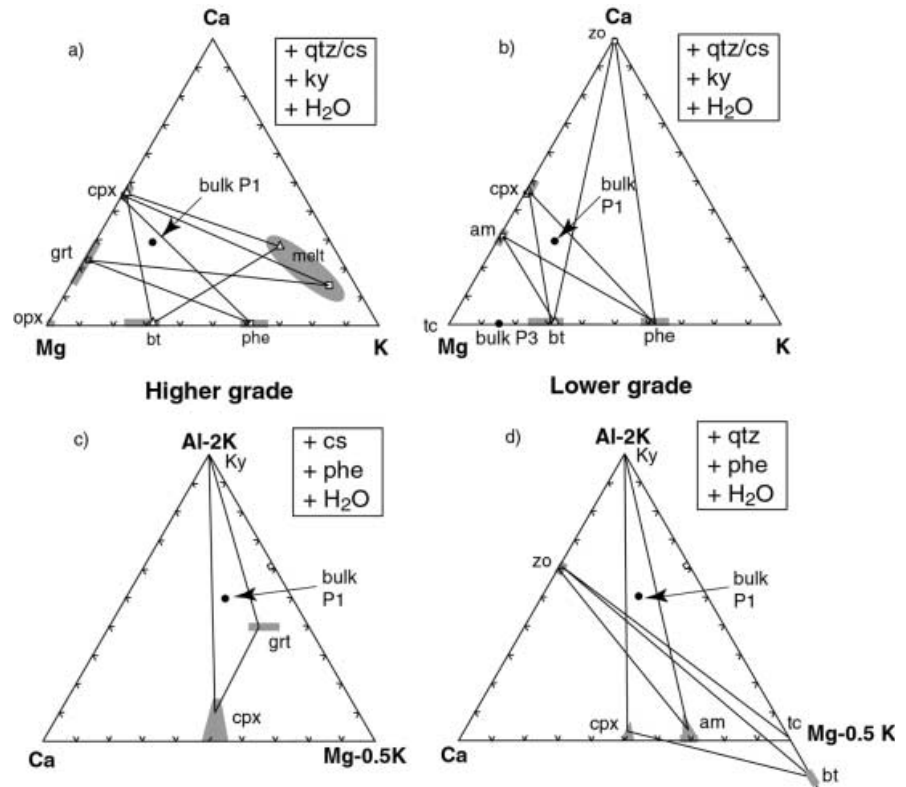 Ca
a)
+ qtz/cs
+ ky
+ H₂O
cpx
bulk P1
grt
melt
opx
bt
phe
Mg
K
Higher grade
Ca
zo
b)
+ qtz/cs
+ ky
+ H₂O
cpx
bulk
P1
am
tc
bulk P3
bt
phe
Mg
K
Lower grade
c)
Al-2K
Ky
+ cs
+ phe
+ H₂O
bulk
P1
grt
cpx
Ca
Mg-0.5K
d)
Al-2K
Ky
+ qtz
+ phe
+ H₂O
zo
bulk
P1
cpx
am
tc
Ca
Mg-0.5 K
bt